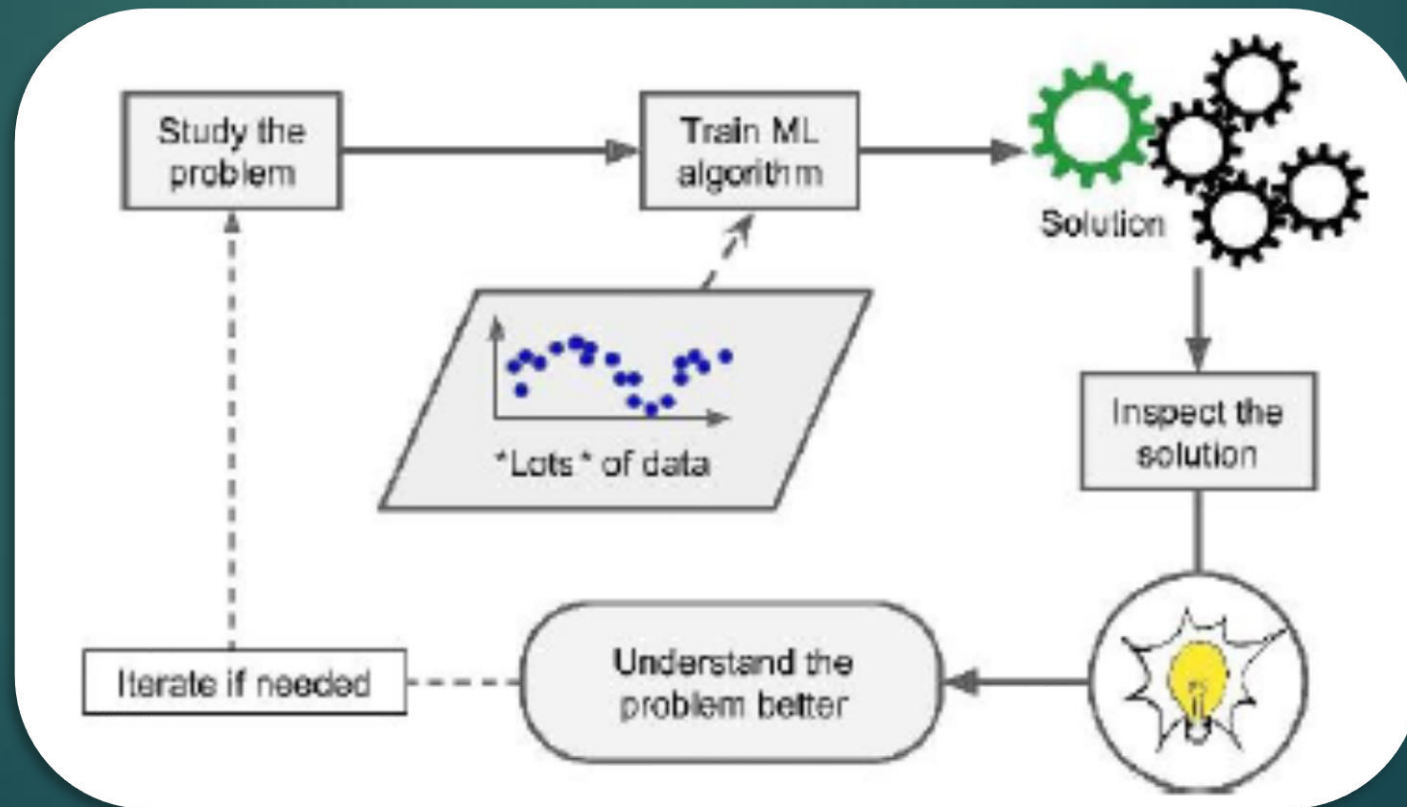 Study the
problem
Train ML
algorithm
Solution
*Lots* of data
Inspect the
solution
Understand the
problem better
Iterate if needed